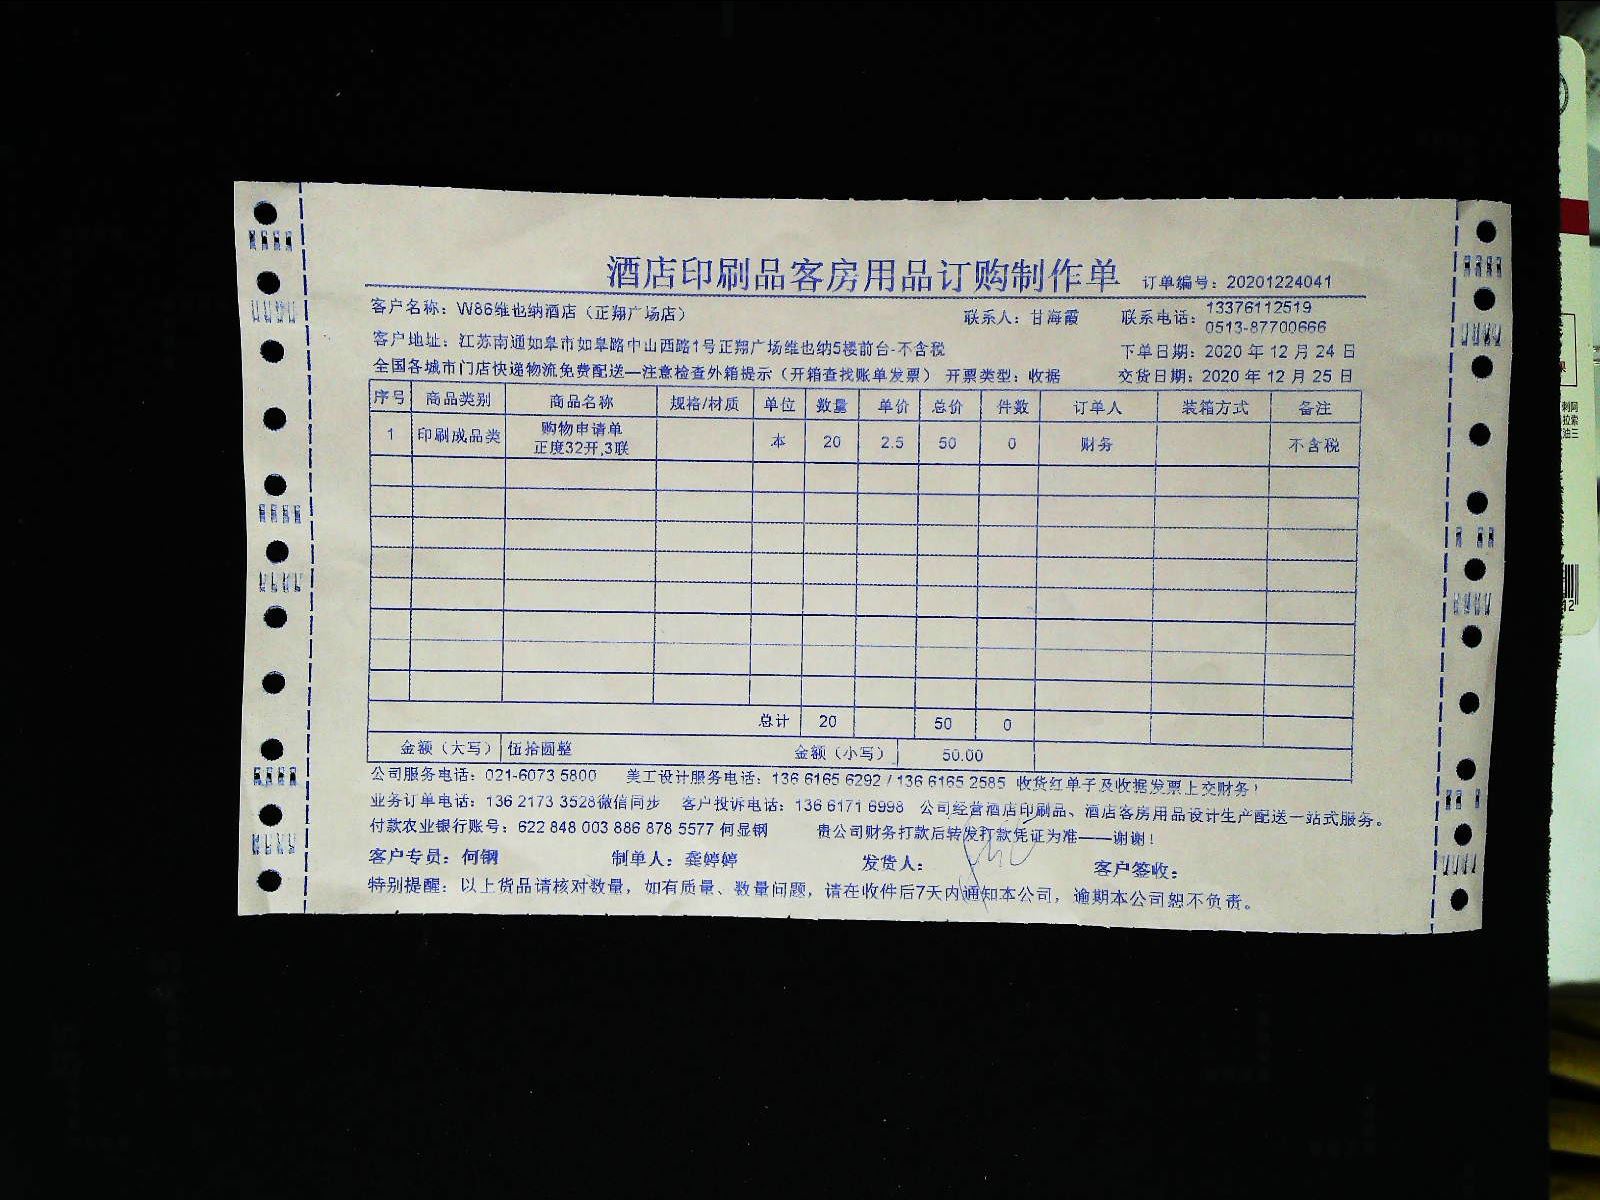 酒店印刷品客房用品订购制作单 订单编号：20201224041
客户名称：W86维也纳酒店（正翔广场店） 联系人：甘海霞 联系电话：13376112519
0513-87700666
客户地址：江苏南通如皋市如皋路中山西路1号正翔广场维也纳5楼前台-不含税 下单日期：2020 年 12 月 24 日
全国各城市门店快递物流免费配送—注意检查外箱提示（开箱查找账单发票） 开票类型：收据 交货日期：2020 年 12 月 25 日
序号 商品类别 商品名称 规格/材质 单位 数量 单价 总价 件数 订单人 装箱方式 备注
1 印刷成品类 购物申请单 本 20 2.5 50 0 财务 不含税
正度32开,3联
总计 20 50 0
金额（大写） 伍拾圆整 金额（小写） 50.00
公司服务电话：021-6073 5800 美工设计服务电话：136 6165 6292 / 136 6165 2585 收货红单子及收据发票上交财务！
业务订单电话：136 2173 3528微信同步 客户投诉电话：136 6171 6998 公司经营酒店印刷品、酒店客房用品设计生产配送一站式服务。
付款农业银行账号：622 848 003 886 878 5577 何显钢 贵公司财务打款后转发打款凭证为准——谢谢！
客户专员：何钢 制单人：龚婷婷 发货人： 客户签收：
特别提醒：以上货品请核对数量，如有质量、数量问题，请在收件后7天内通知本公司，逾期本公司恕不负责。